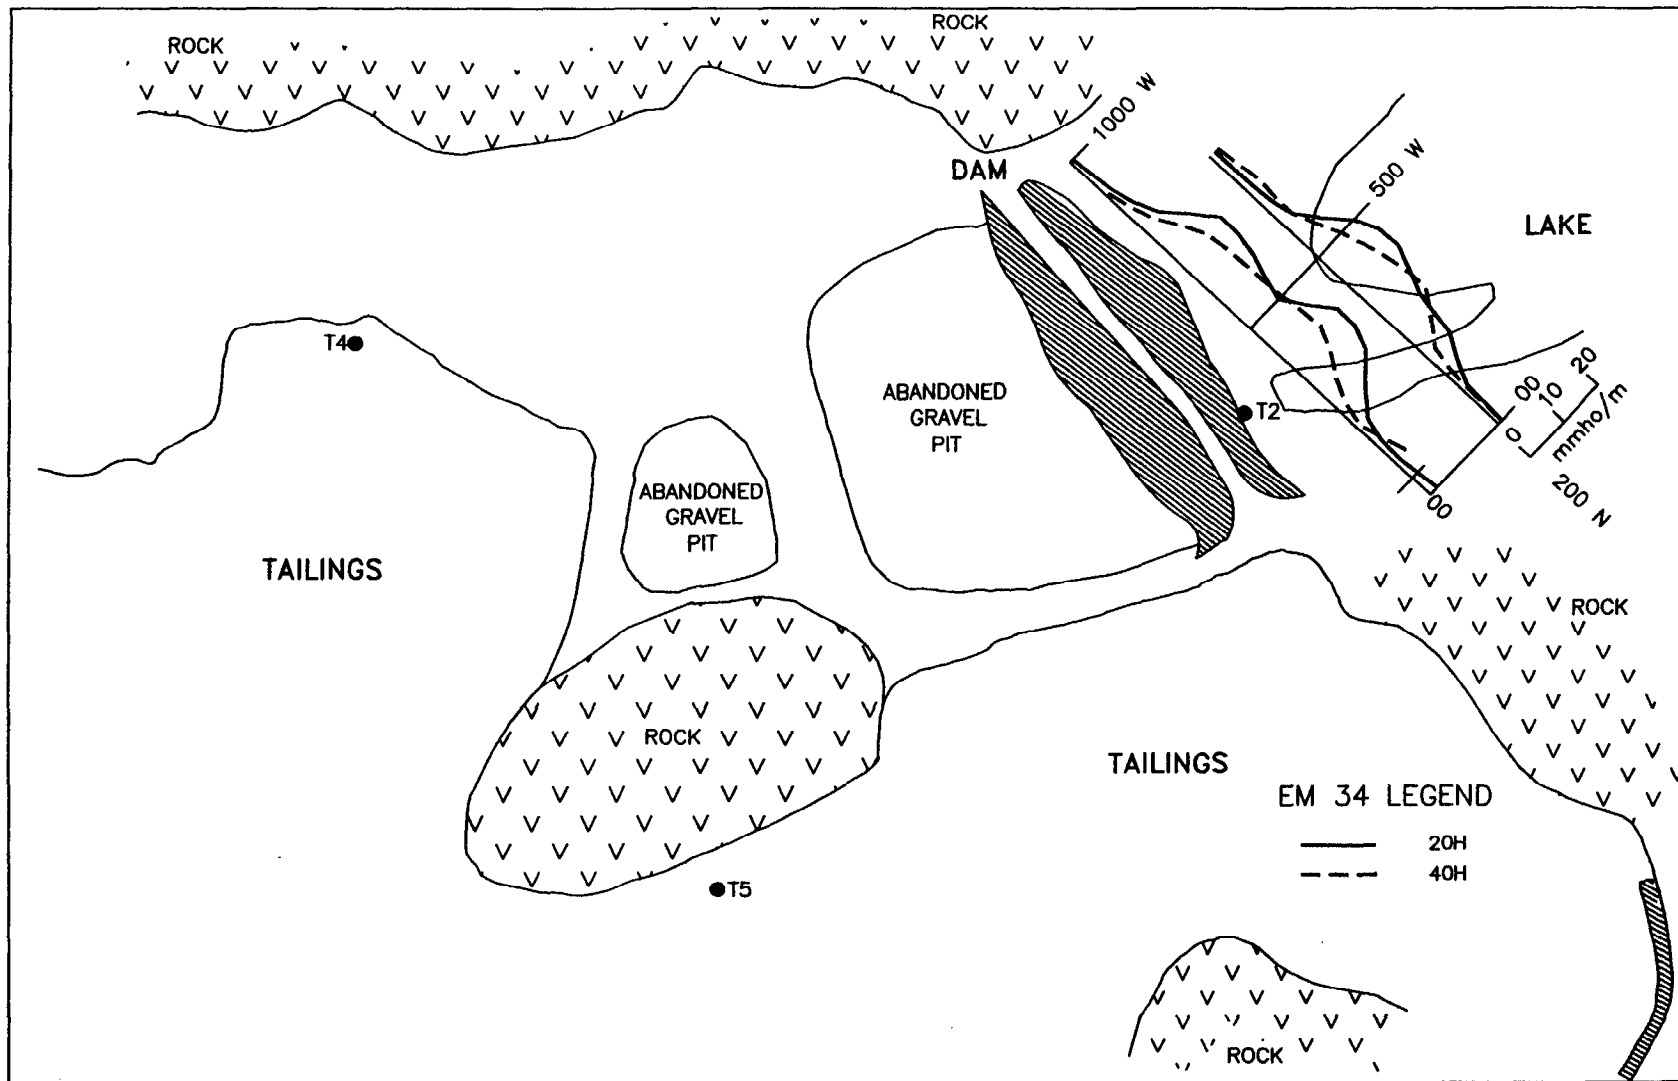 ROCK
ROCK
1000 W
500 W
DAM
LAKE
T4
ABANDONED
GRAVEL
PIT
T2
00
10
20
0
mmho/m
200 N
00
ABANDONED
GRAVEL
PIT
TAILINGS
ROCK
ROCK
TAILINGS
EM 34 LEGEND
20H
40H
T5
ROCK